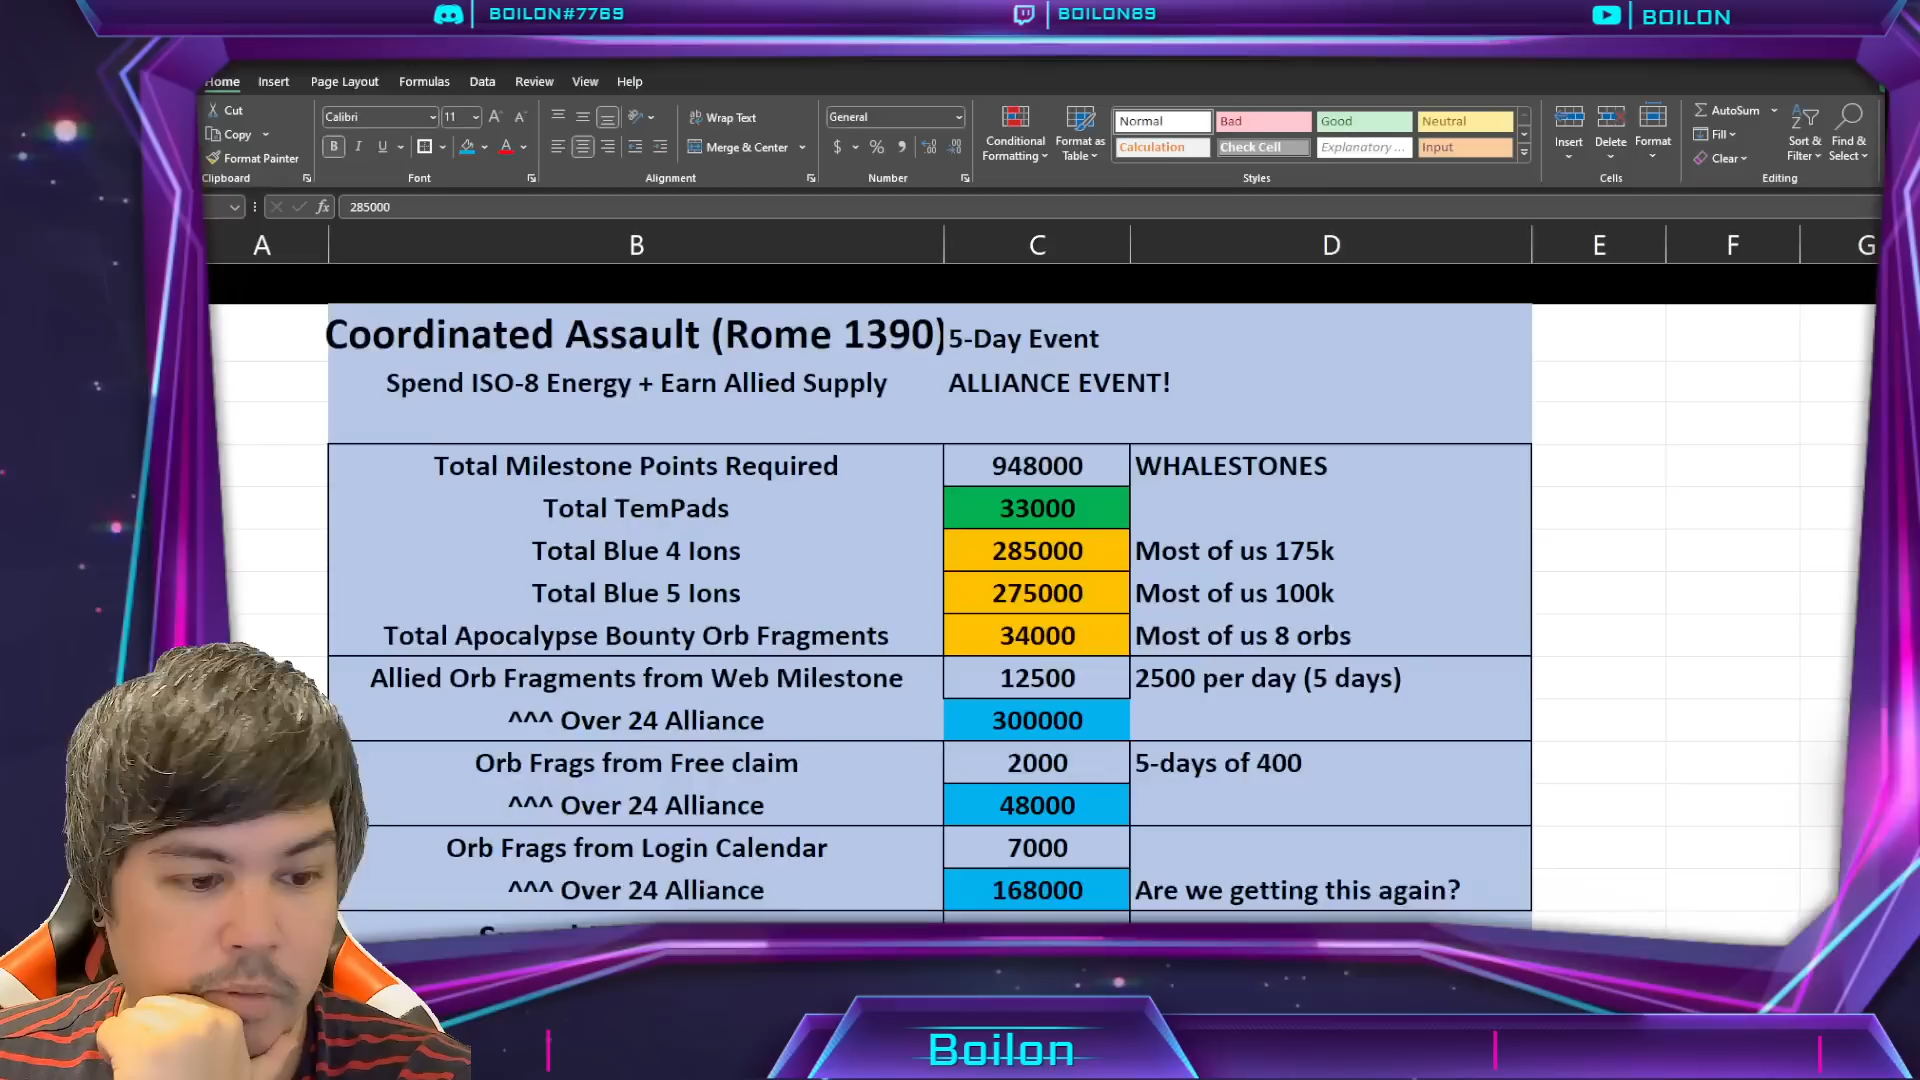 BOILON#7769
BOILON89
BOILON
Home Insert Page Layout Formulas Data Review View Help
Cut
Copy
Format Painter
Clipboard
Calibri 11
B I U
Font
Wrap Text
Merge & Center
Alignment
General
$ % ,
Number
Conditional Formatting
Format as Table
Normal Bad Good Neutral
Calculation Check Cell Explanatory ... Input
Styles
Insert Delete Format
Cells
AutoSum
Fill
Clear
Sort & Filter
Find & Select
Editing
fx 285000
A B C D E F G
Coordinated Assault (Rome 1390) 5-Day Event
Spend ISO-8 Energy + Earn Allied Supply ALLIANCE EVENT!
Total Milestone Points Required 948000 WHALESTONES
Total TemPads 33000
Total Blue 4 Ions 285000 Most of us 175k
Total Blue 5 Ions 275000 Most of us 100k
Total Apocalypse Bounty Orb Fragments 34000 Most of us 8 orbs
Allied Orb Fragments from Web Milestone 12500 2500 per day (5 days)
^^^ Over 24 Alliance 300000
Orb Frags from Free claim 2000 5-days of 400
^^^ Over 24 Alliance 48000
Orb Frags from Login Calendar 7000
^^^ Over 24 Alliance 168000 Are we getting this again?
Boilon